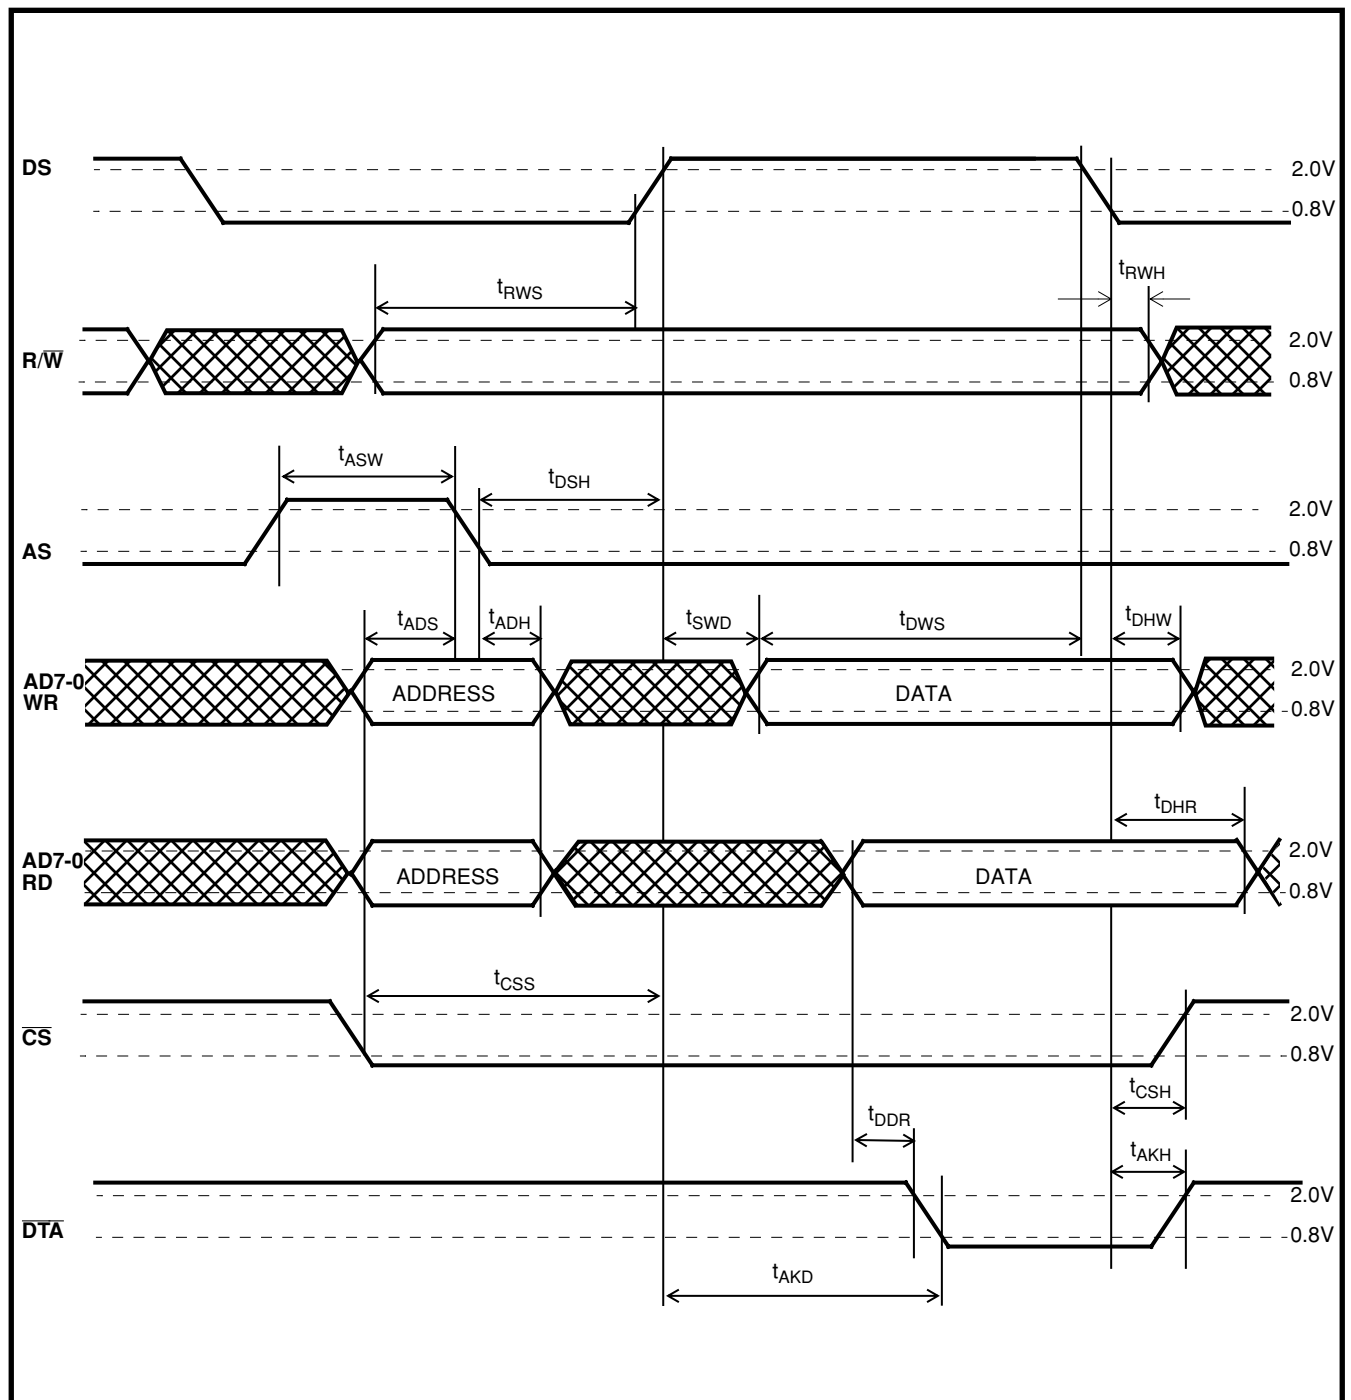 DS
2.0V
0.8V
tRWS
tRWH
R/W̅
2.0V
0.8V
tASW
tDSH
AS
2.0V
0.8V
tADS
tADH
tSWD
tDWS
tDHW
AD7-0
WR
ADDRESS
DATA
2.0V
0.8V
tDHR
AD7-0
RD
ADDRESS
DATA
2.0V
0.8V
tCSS
C̅S̅
2.0V
0.8V
tCSH
tDDR
tAKH
D̅T̅A̅
2.0V
0.8V
tAKD